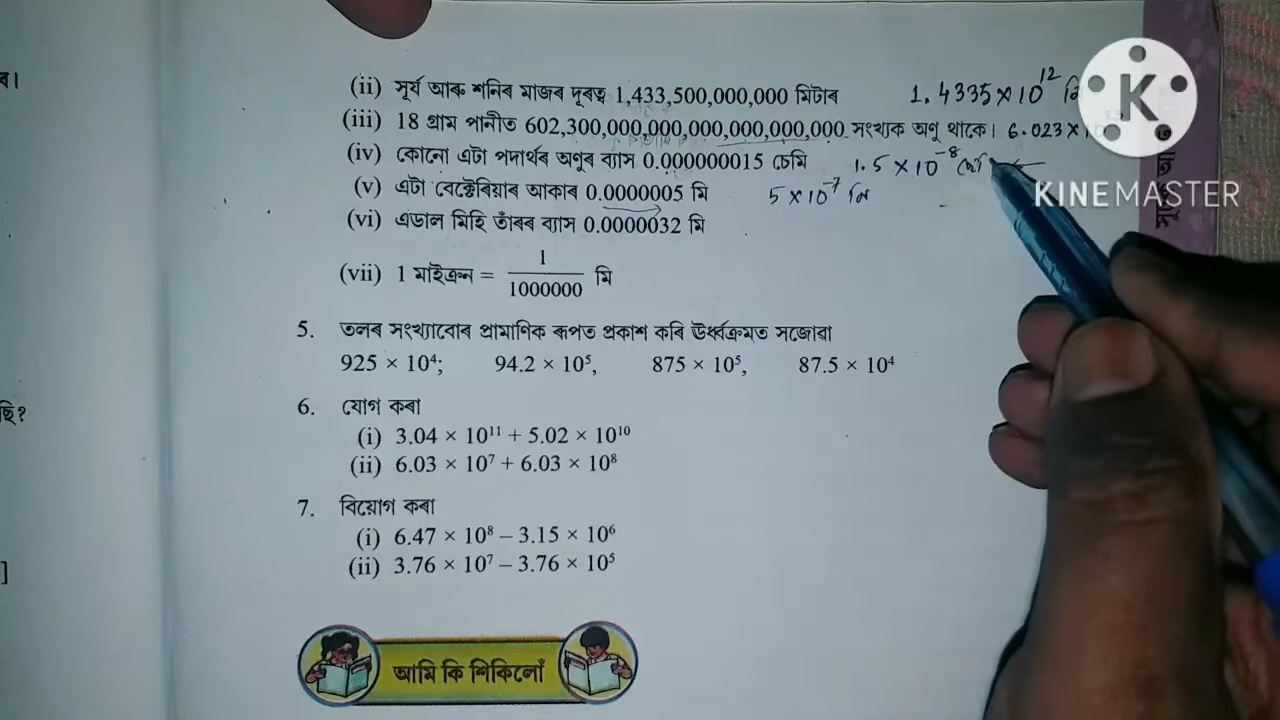 ৰ।
(ii) সূৰ্য আৰু শনিৰ মাজৰ দূৰত্ব 1,433,500,000,000 মিটাৰ 1.4335×10¹² মি
(iii) 18 গ্ৰাম পানীত 602,300,000,000,000,000,000,000 সংখ্যক অণু থাকে। 6.023×
(iv) কোনো এটা পদাৰ্থৰ অণুৰ ব্যাস 0.000000015 চেমি 1.5×10⁻⁸
(v) এটা বেক্টেৰিয়াৰ আকাৰ 0.0000005 মি 5×10⁻⁷ মি
(vi) এডাল মিহি তাঁৰৰ ব্যাস 0.0000032 মি
(vii) 1 মাইক্ৰন = 1/1000000 মি
5. তলৰ সংখ্যাবোৰ প্ৰামাণিক ৰূপত প্ৰকাশ কৰি ঊৰ্ধ্বক্ৰমত সজোৱা
925 × 10⁴; 94.2 × 10⁵, 875 × 10⁵, 87.5 × 10⁴
ছি?
6. যোগ কৰা
(i) 3.04 × 10¹¹ + 5.02 × 10¹⁰
(ii) 6.03 × 10⁷ + 6.03 × 10⁸
7. বিয়োগ কৰা
(i) 6.47 × 10⁸ – 3.15 × 10⁶
(ii) 3.76 × 10⁷ – 3.76 × 10⁵
]
আমি কি শিকিলোঁ
K
KINEMASTER